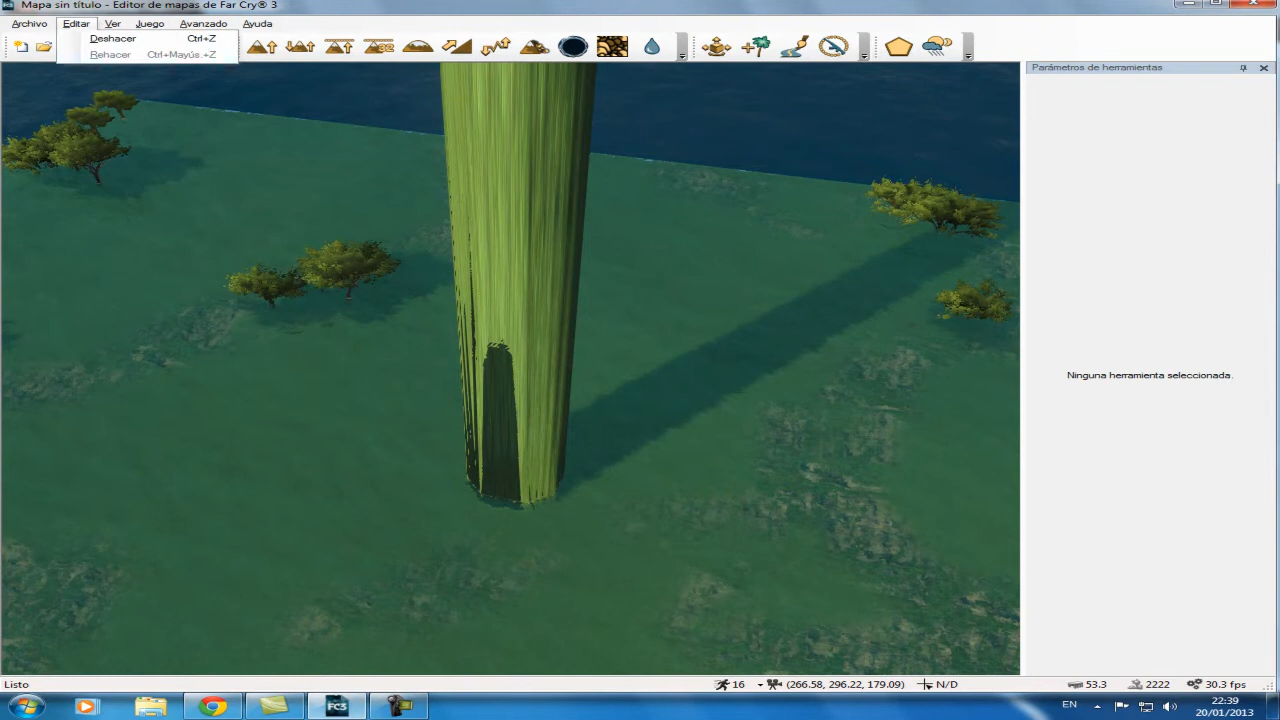 Mapa sin título - Editor de mapas de Far Cry® 3
Archivo Editar Ver Juego Avanzado Ayuda
Deshacer Ctrl+Z
Rehacer Ctrl+Mayús.+Z
Parámetros de herramientas
Ninguna herramienta seleccionada.
Listo
16 (266.58, 296.22, 179.09) N/D 53.3 2222 30.3 fps
FC3
EN
22:39
20/01/2013